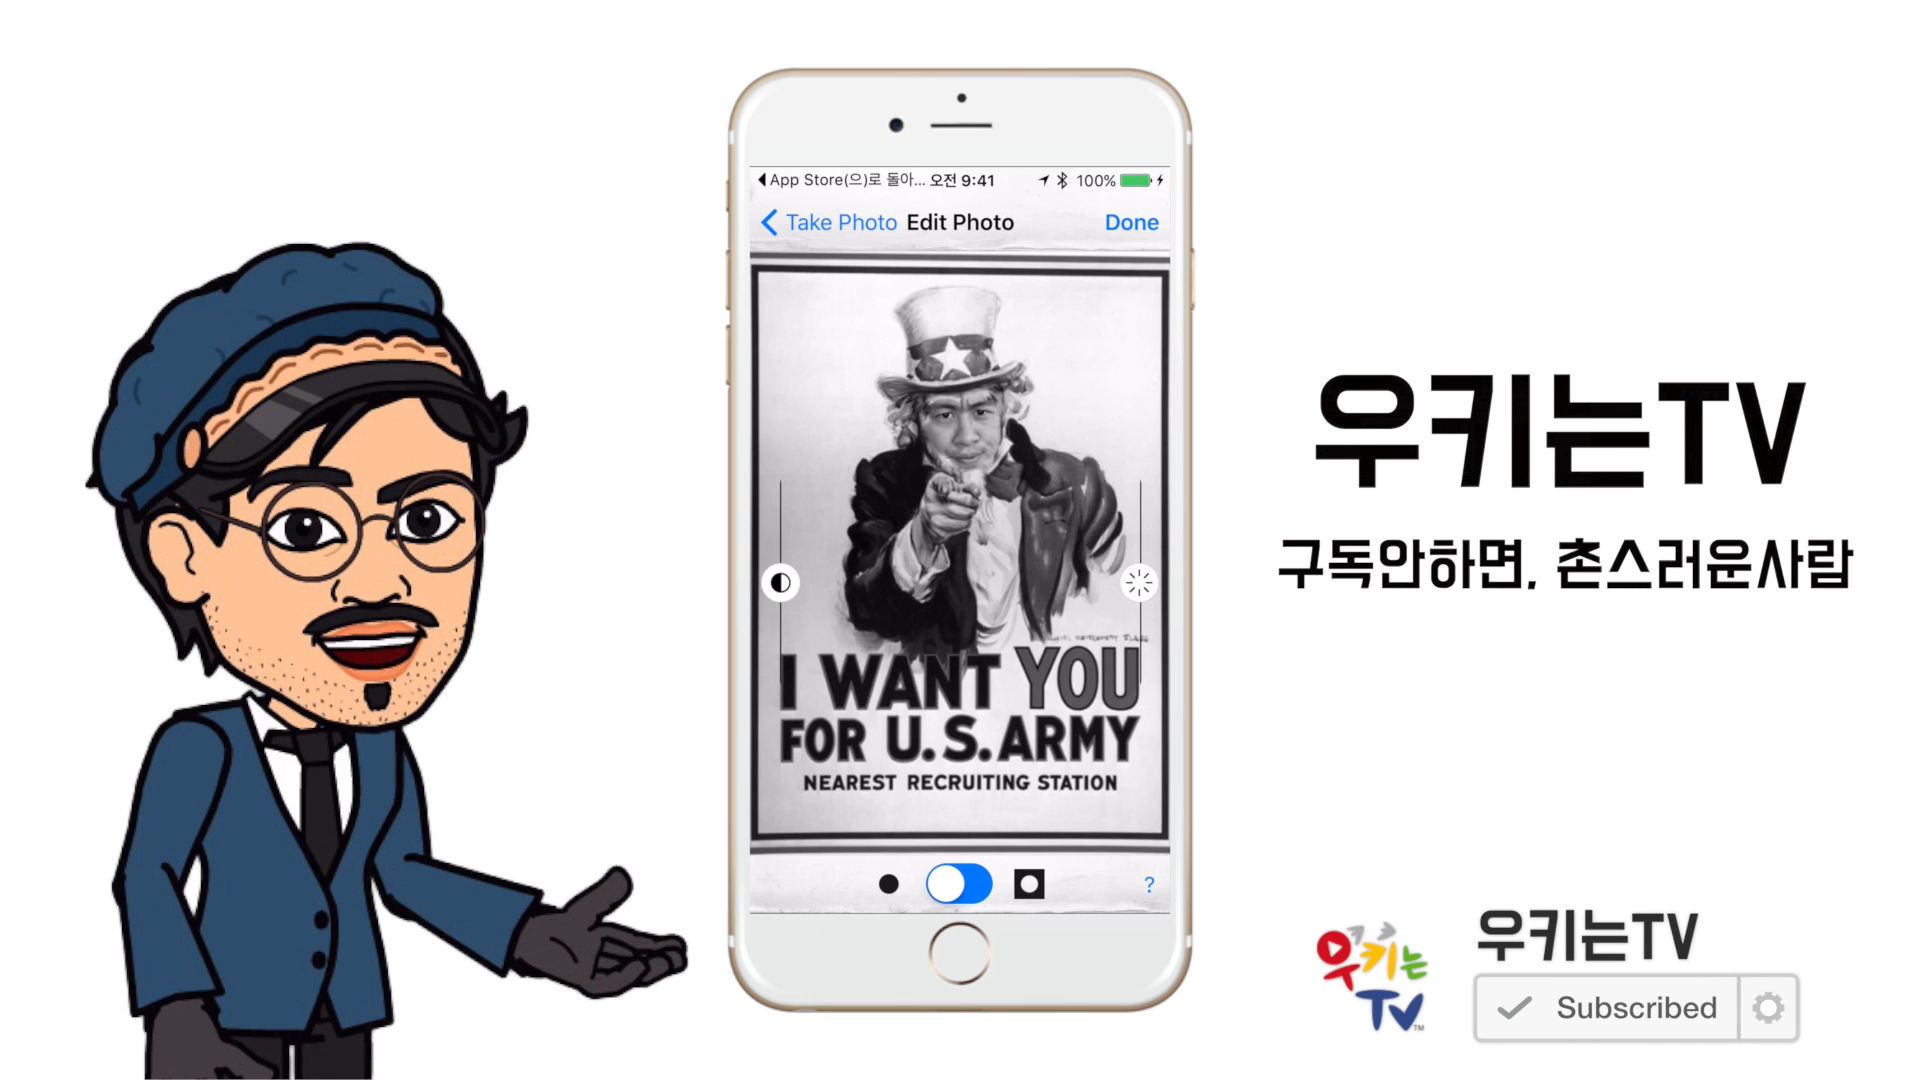 App Store(으)로 돌아... 오전 9:41 100%
Take Photo Edit Photo Done
I WANT YOU
FOR U.S. ARMY
NEAREST RECRUITING STATION
?
우키는TV
구독안하면, 촌스러운사람
우키는
TV
TM
우키는TV
Subscribed